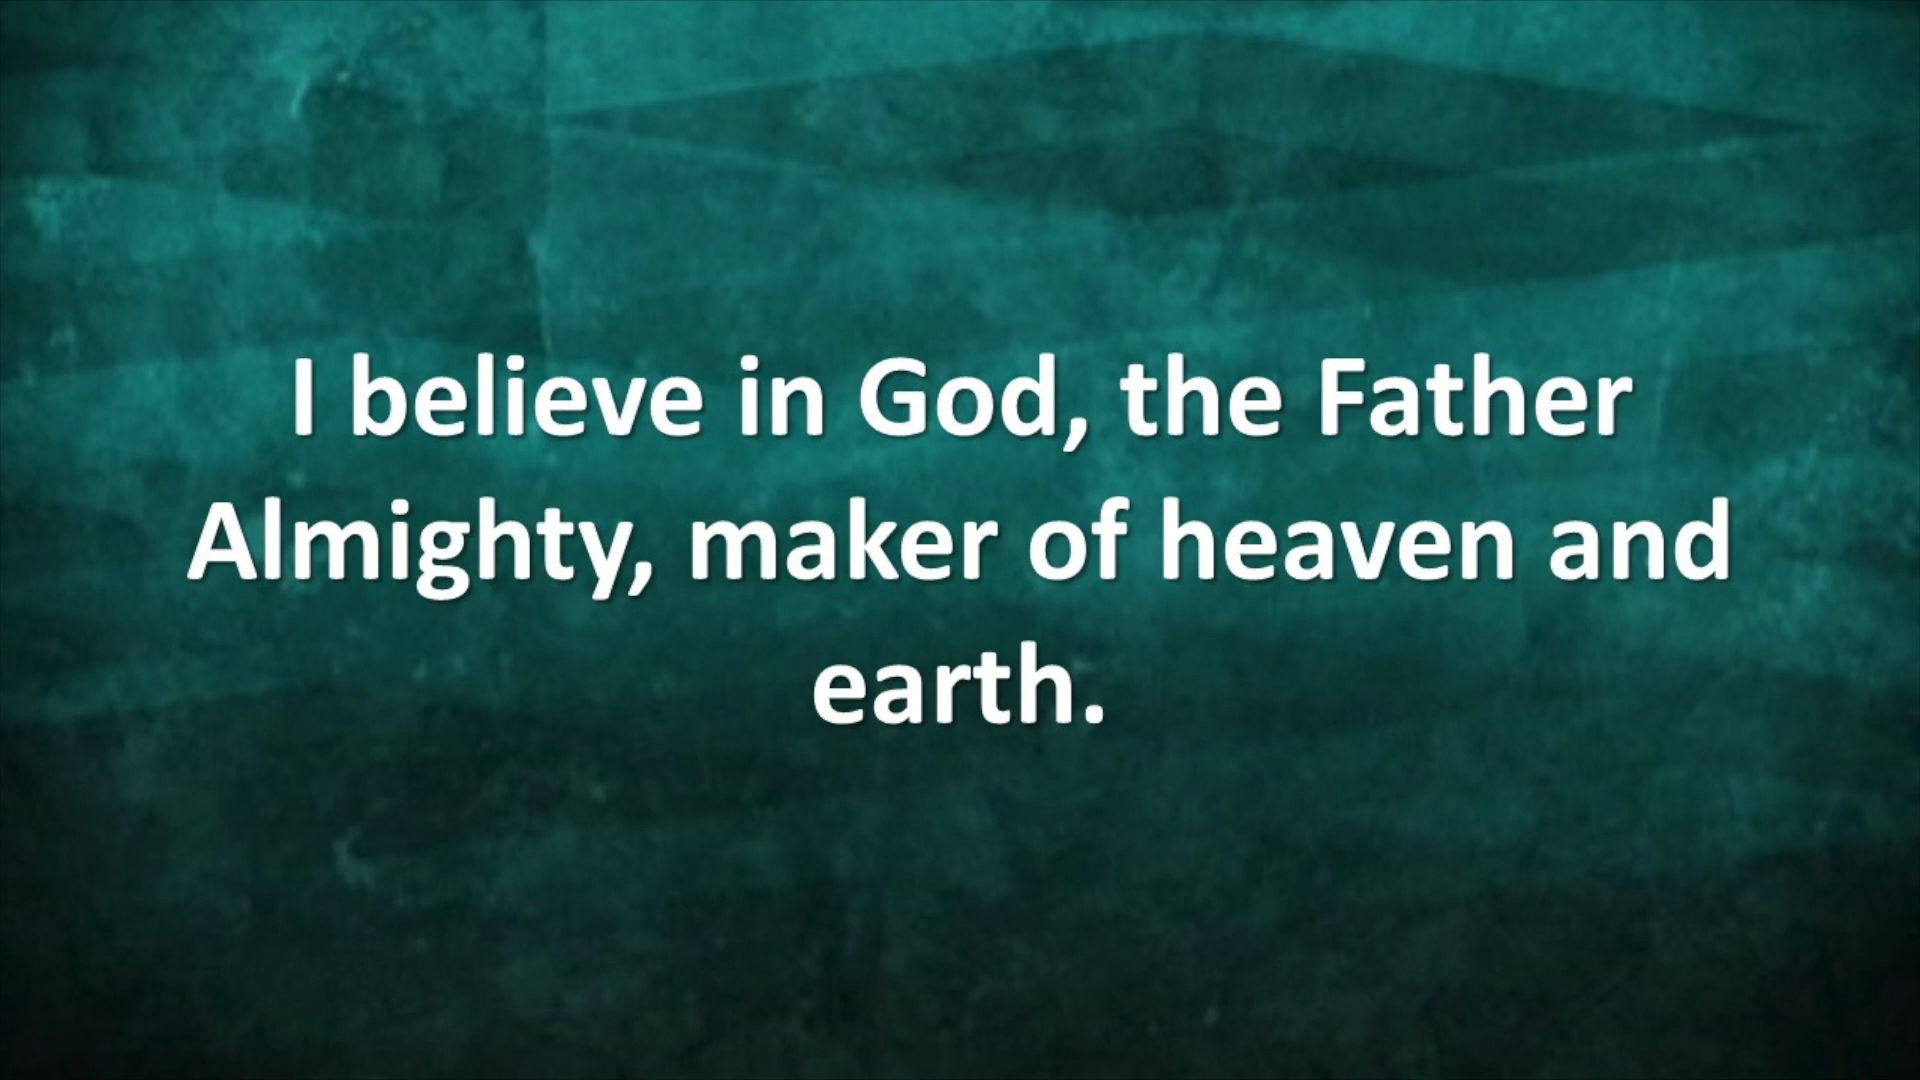 I believe in God, the Father
Almighty, maker of heaven and
earth.